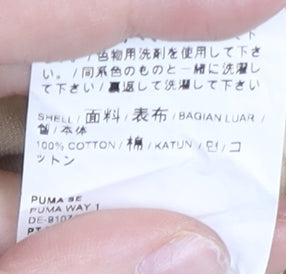 い。/色物用洗剤を使用して下さ
い。/同系色のものと一緒に洗濯し
て下さい/裏返して洗濯して下さい
SHELL / 面料 / 表布 / BAGIAN LUAR /
/ 本体
100% COTTON / 棉 / KATUN / 면 / コ
ットン
PUMA SE
PUMA WAY 1